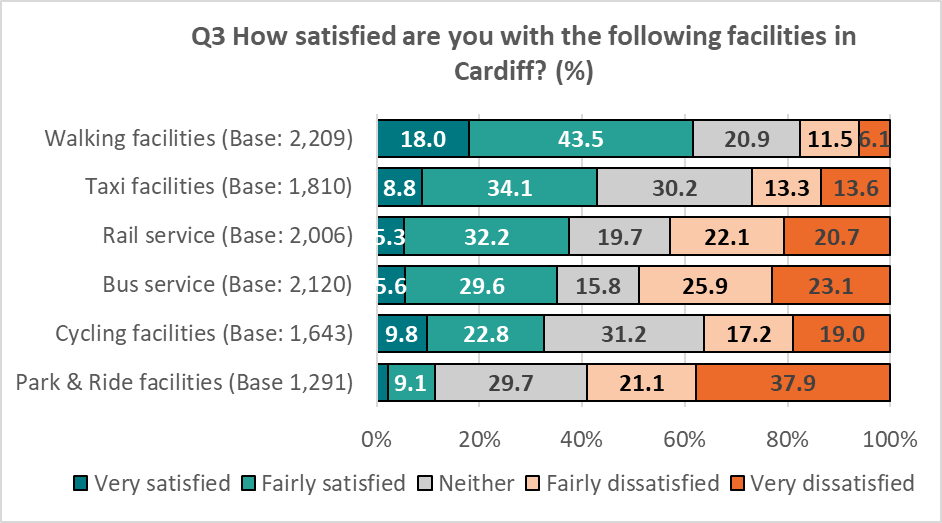 Q3 How satisfied are you with the following facilities in
Cardiff? (%)
Walking facilities (Base: 2,209) 18.0 43.5 20.9 11.5 6.1
Taxi facilities (Base: 1,810) 8.8 34.1 30.2 13.3 13.6
Rail service (Base: 2,006) 5.3 32.2 19.7 22.1 20.7
Bus service (Base: 2,120) 5.6 29.6 15.8 25.9 23.1
Cycling facilities (Base: 1,643) 9.8 22.8 31.2 17.2 19.0
Park & Ride facilities (Base 1,291) 9.1 29.7 21.1 37.9
0% 20% 40% 60% 80% 100%
Very satisfied Fairly satisfied Neither Fairly dissatisfied Very dissatisfied